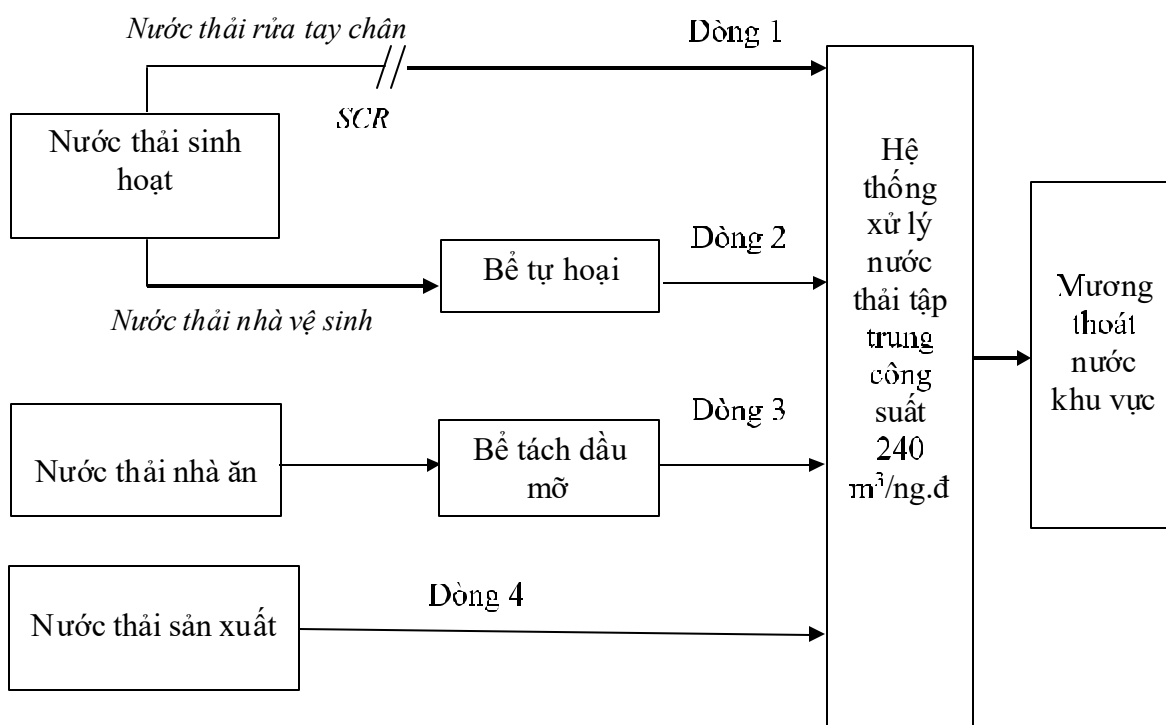 Nước thải rửa tay chân
Dòng 1
SCR
Nước thải sinh
hoạt
Dòng 2
Bể tự hoại
Nước thải nhà vệ sinh
Dòng 3
Nước thải nhà ăn
Bể tách dầu
mỡ
Dòng 4
Nước thải sản xuất
Hệ
thống
xử lý
nước
thải tập
trung
công
suất
240
m³/ng.đ
Mương
thoát
nước
khu vực